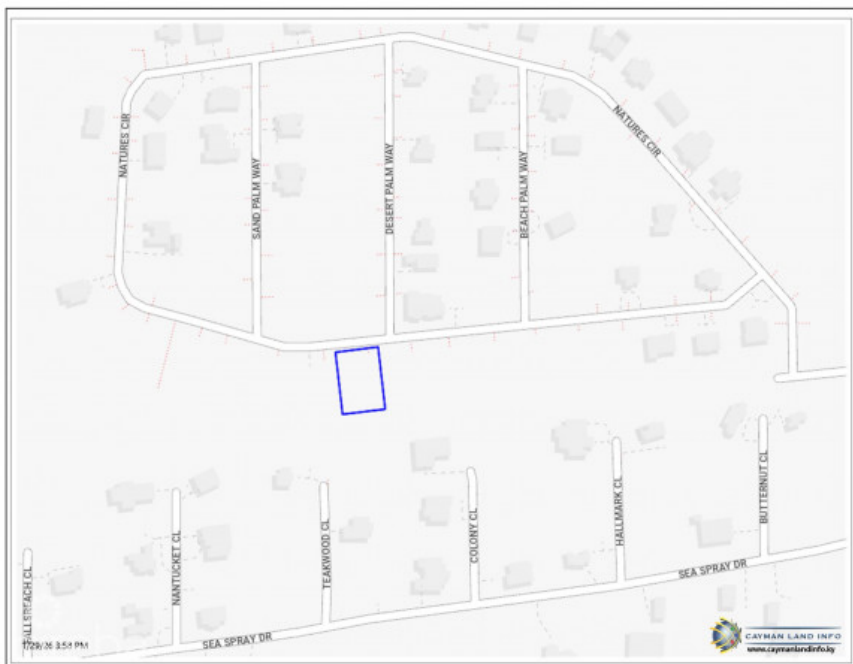 NATURES CIR
NATURES CIR
SAND PALM WAY
DESERT PALM WAY
BEACH PALM WAY
NANTUCKET CL
TEAKWOOD CL
COLONY CL
HALLMARK CL
BUTTERNUT CL
SEA SPRAY DR
SEA SPRAY DR
CAYMAN LAND INFO
www.caymanlandinfo.ky